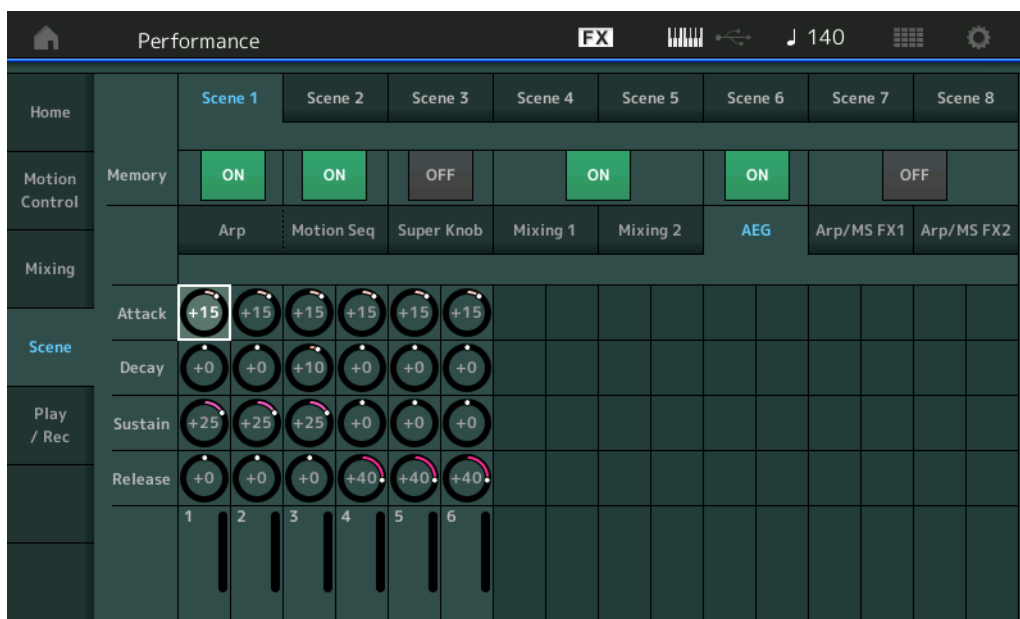 Performance FX 140
Scene 1 Scene 2 Scene 3 Scene 4 Scene 5 Scene 6 Scene 7 Scene 8
Home
Memory ON ON OFF ON ON OFF
Motion
Control
Arp Motion Seq Super Knob Mixing 1 Mixing 2 AEG Arp/MS FX1 Arp/MS FX2
Mixing
Attack +15 +15 +15 +15 +15 +15
Scene
Decay +0 +0 +10 +0 +0 +0
Play
/ Rec
Sustain +25 +25 +25 +0 +0 +0
Release +0 +0 +0 +40 +40 +40
1 2 3 4 5 6